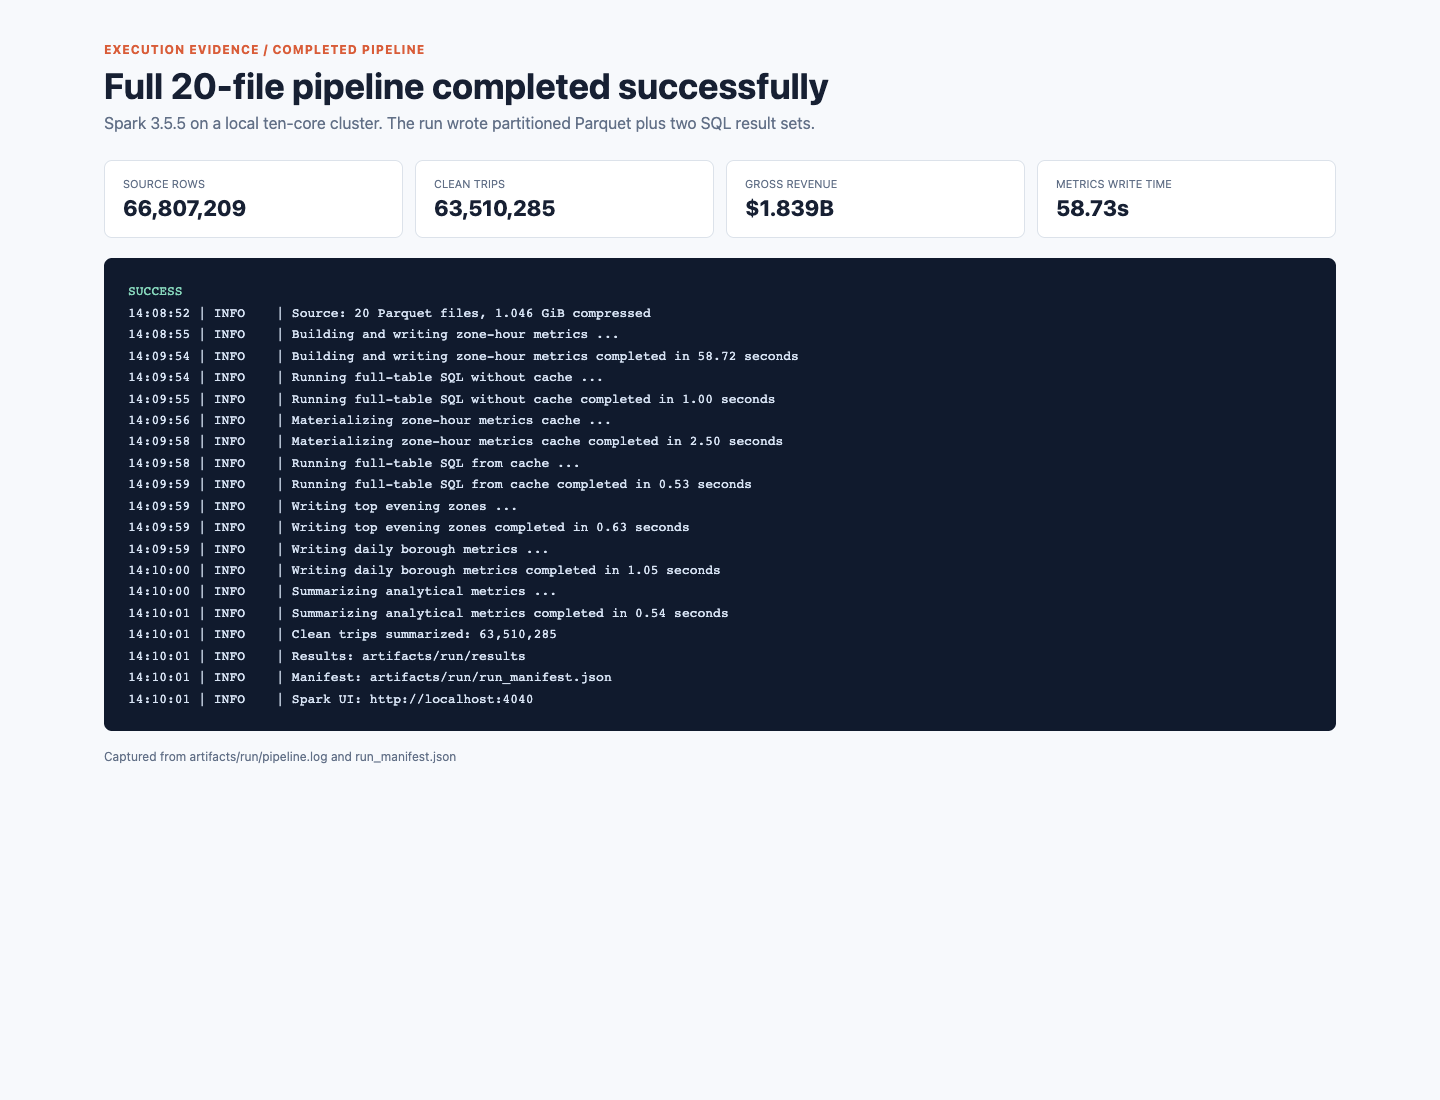 EXECUTION EVIDENCE / COMPLETED PIPELINE
Full 20-file pipeline completed successfully
Spark 3.5.5 on a local ten-core cluster. The run wrote partitioned Parquet plus two SQL result sets.
SOURCE ROWS
66,807,209
CLEAN TRIPS
63,510,285
GROSS REVENUE
$1.839B
METRICS WRITE TIME
58.73s
SUCCESS
14:08:52 | INFO    | Source: 20 Parquet files, 1.046 GiB compressed
14:08:55 | INFO    | Building and writing zone-hour metrics ...
14:09:54 | INFO    | Building and writing zone-hour metrics completed in 58.72 seconds
14:09:54 | INFO    | Running full-table SQL without cache ...
14:09:55 | INFO    | Running full-table SQL without cache completed in 1.00 seconds
14:09:56 | INFO    | Materializing zone-hour metrics cache ...
14:09:58 | INFO    | Materializing zone-hour metrics cache completed in 2.50 seconds
14:09:58 | INFO    | Running full-table SQL from cache ...
14:09:59 | INFO    | Running full-table SQL from cache completed in 0.53 seconds
14:09:59 | INFO    | Writing top evening zones ...
14:09:59 | INFO    | Writing top evening zones completed in 0.63 seconds
14:09:59 | INFO    | Writing daily borough metrics ...
14:10:00 | INFO    | Writing daily borough metrics completed in 1.05 seconds
14:10:00 | INFO    | Summarizing analytical metrics ...
14:10:01 | INFO    | Summarizing analytical metrics completed in 0.54 seconds
14:10:01 | INFO    | Clean trips summarized: 63,510,285
14:10:01 | INFO    | Results: artifacts/run/results
14:10:01 | INFO    | Manifest: artifacts/run/run_manifest.json
14:10:01 | INFO    | Spark UI: http://localhost:4040
Captured from artifacts/run/pipeline.log and run_manifest.json